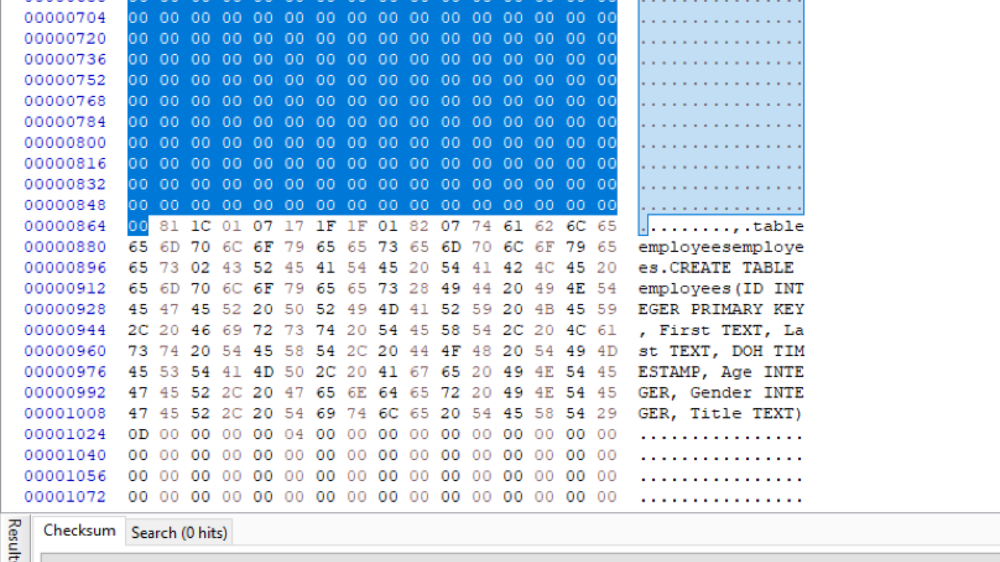 00000704 00 00 00 00 00 00 00 00 00 00 00 00 00 00 00 00 ................
00000720 00 00 00 00 00 00 00 00 00 00 00 00 00 00 00 00 ................
00000736 00 00 00 00 00 00 00 00 00 00 00 00 00 00 00 00 ................
00000752 00 00 00 00 00 00 00 00 00 00 00 00 00 00 00 00 ................
00000768 00 00 00 00 00 00 00 00 00 00 00 00 00 00 00 00 ................
00000784 00 00 00 00 00 00 00 00 00 00 00 00 00 00 00 00 ................
00000800 00 00 00 00 00 00 00 00 00 00 00 00 00 00 00 00 ................
00000816 00 00 00 00 00 00 00 00 00 00 00 00 00 00 00 00 ................
00000832 00 00 00 00 00 00 00 00 00 00 00 00 00 00 00 00 ................
00000848 00 00 00 00 00 00 00 00 00 00 00 00 00 00 00 00 ................
00000864 00 81 1C 01 07 17 1F 1F 01 82 07 74 61 62 6C 65 .........,.table
00000880 65 6D 70 6C 6F 79 65 65 73 65 6D 70 6C 6F 79 65 employeesemploye
00000896 65 73 02 43 52 45 41 54 45 20 54 41 42 4C 45 20 es.CREATE TABLE
00000912 65 6D 70 6C 6F 79 65 65 73 28 49 44 20 49 4E 54 employees(ID INT
00000928 45 47 45 52 20 50 52 49 4D 41 52 59 20 4B 45 59 EGER PRIMARY KEY
00000944 2C 20 46 69 72 73 74 20 54 45 58 54 2C 20 4C 61 , First TEXT, La
00000960 73 74 20 54 45 58 54 2C 20 44 4F 48 20 54 49 4D st TEXT, DOH TIM
00000976 45 53 54 41 4D 50 2C 20 41 67 65 20 49 4E 54 45 ESTAMP, Age INTE
00000992 47 45 52 2C 20 47 65 6E 64 65 72 20 49 4E 54 45 GER, Gender INTE
00001008 47 45 52 2C 20 54 69 74 6C 65 20 54 45 58 54 29 GER, Title TEXT)
00001024 0D 00 00 00 00 04 00 00 00 00 00 00 00 00 00 00 ................
00001040 00 00 00 00 00 00 00 00 00 00 00 00 00 00 00 00 ................
00001056 00 00 00 00 00 00 00 00 00 00 00 00 00 00 00 00 ................
00001072 00 00 00 00 00 00 00 00 00 00 00 00 00 00 00 00 ................
Checksum Search (0 hits)